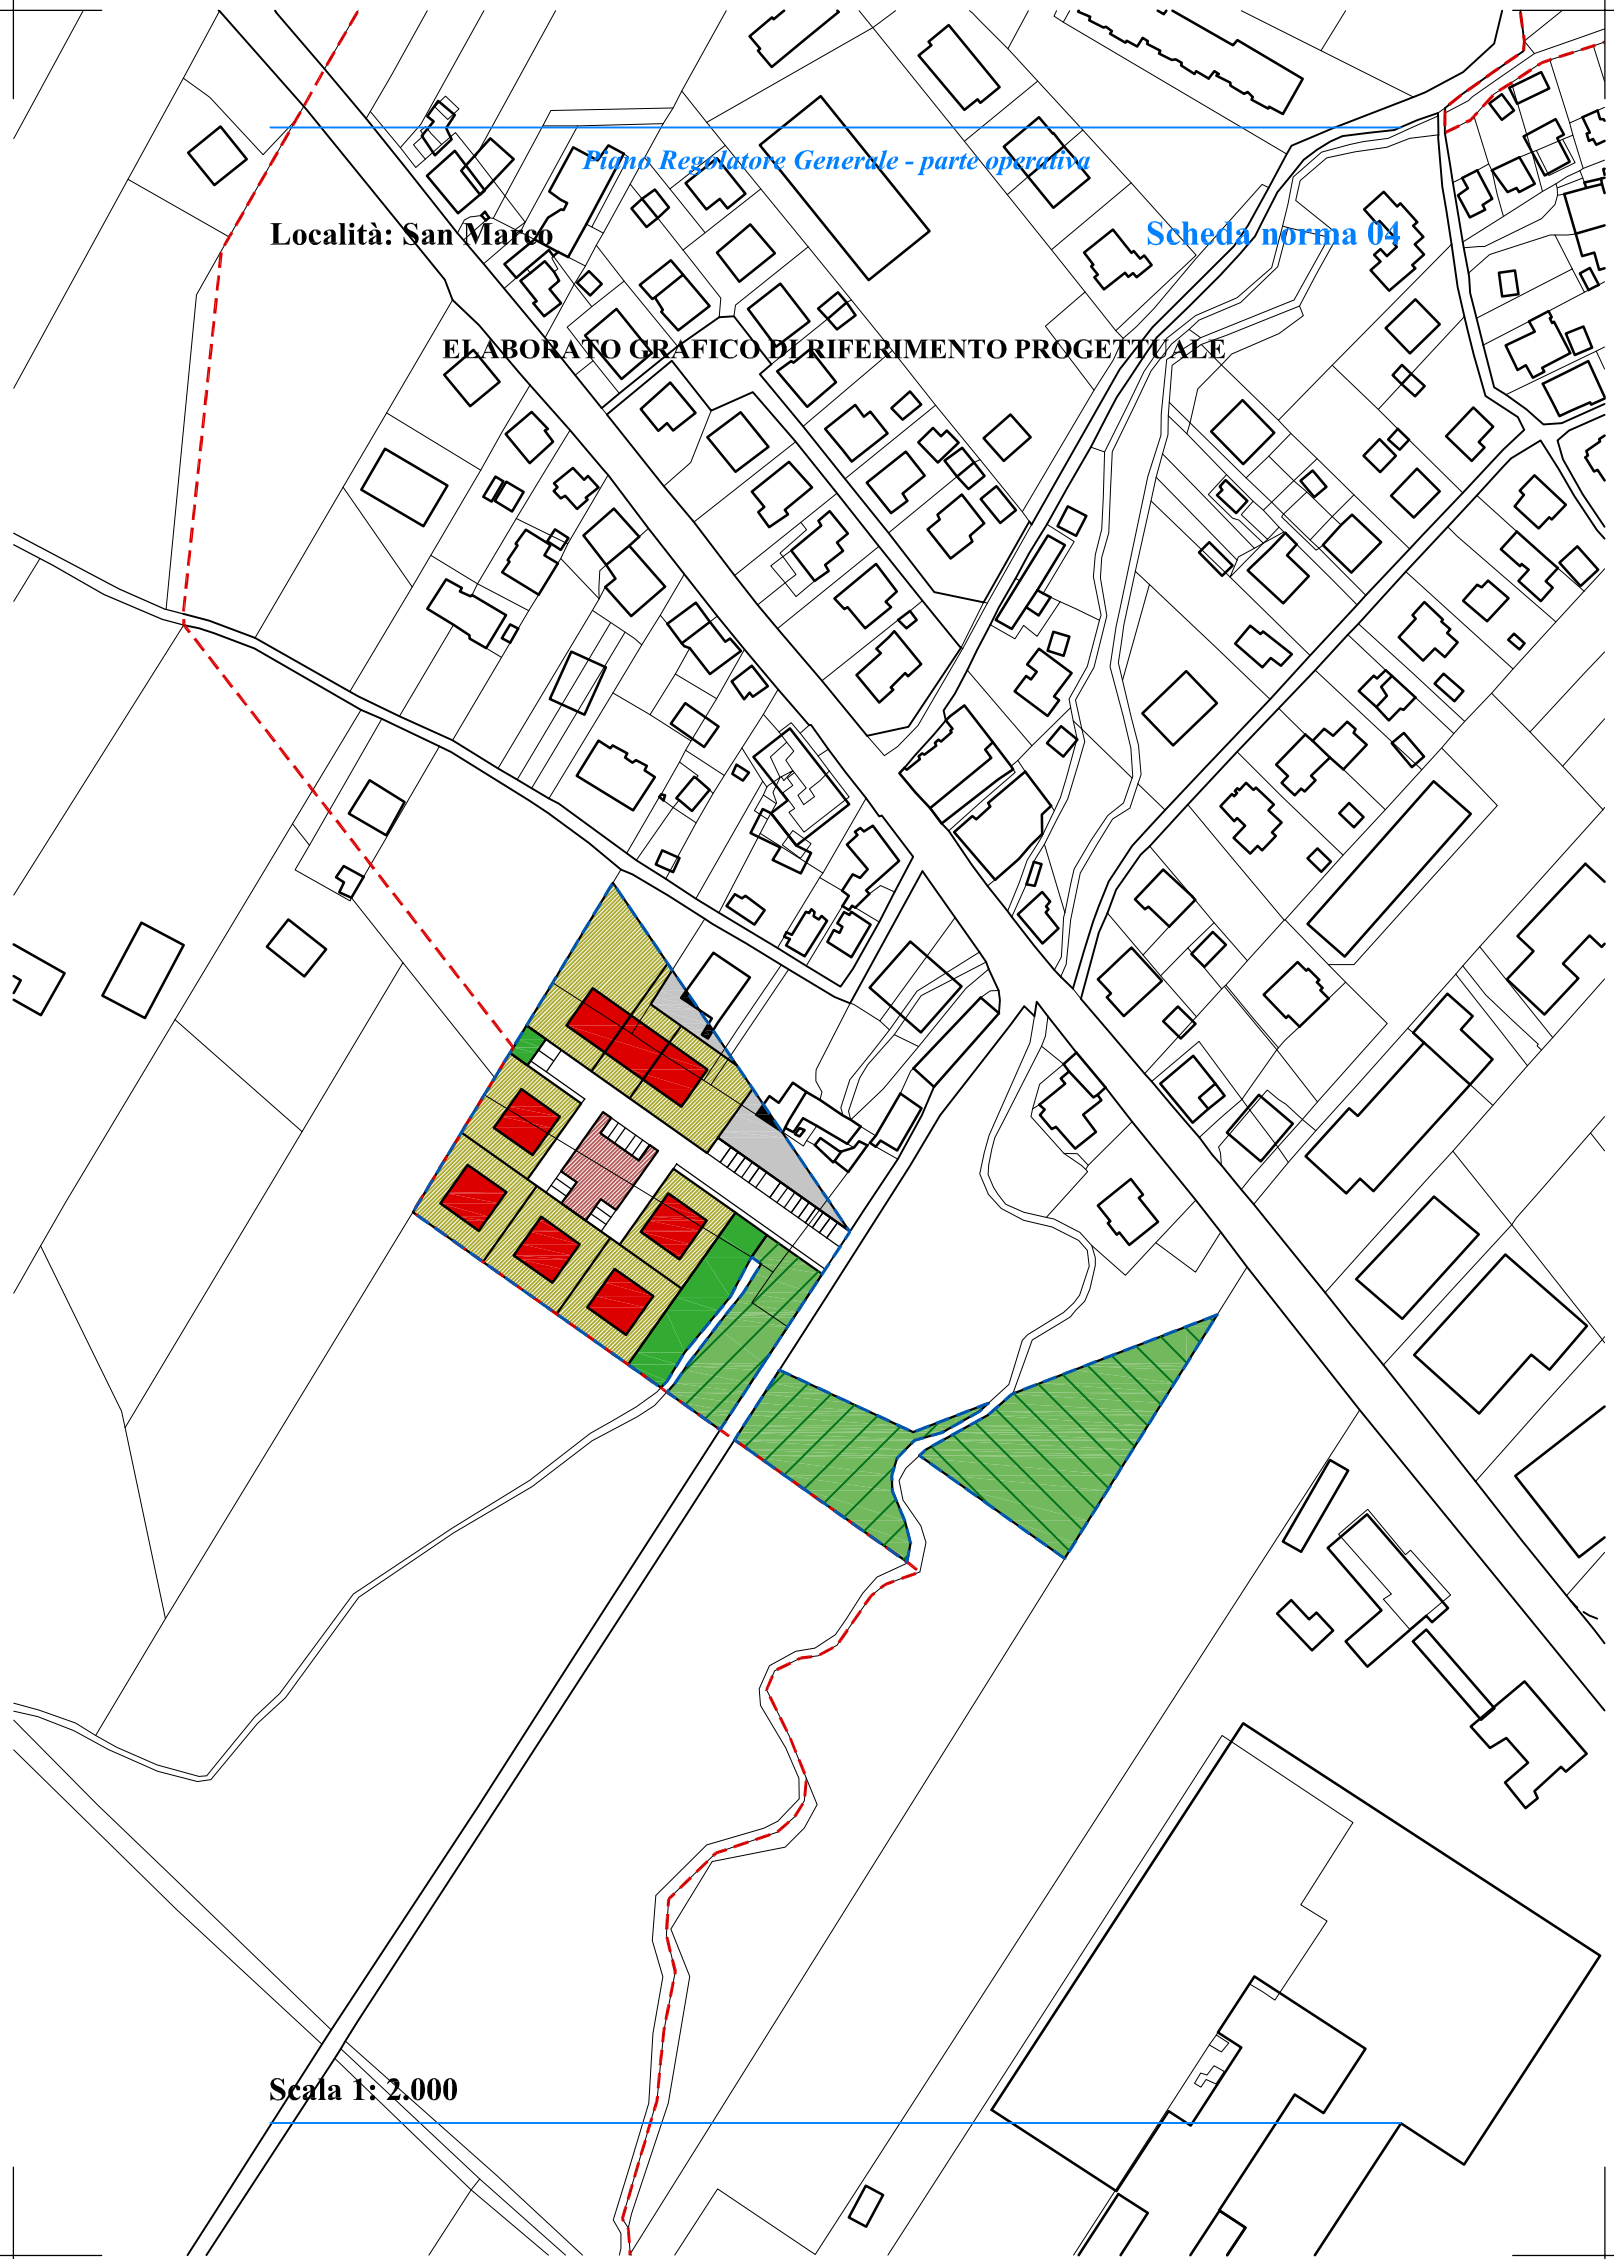 Piano Regolatore Generale - parte operativa
Località: San Marco
Scheda norma 04
ELABORATO GRAFICO DI RIFERIMENTO PROGETTUALE
Scala 1: 2.000